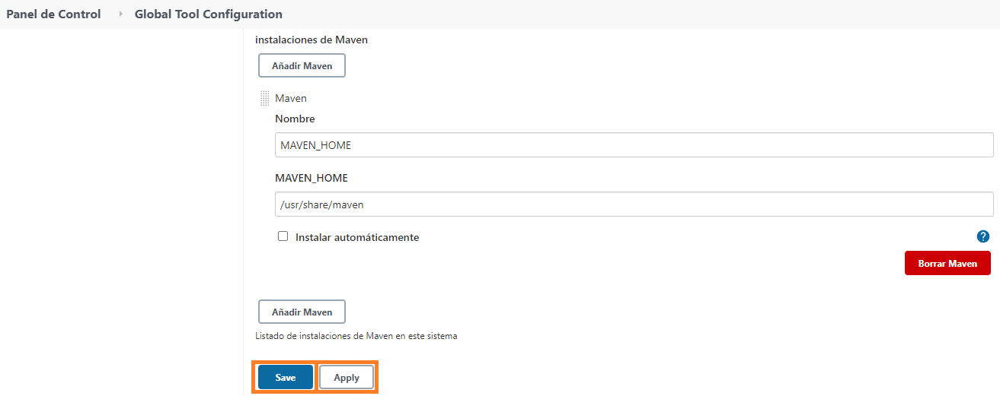 Panel de Control
Global Tool Configuration
instalaciones de Maven
Añadir Maven
Maven
Nombre
MAVEN_HOME
MAVEN_HOME
/usr/share/maven
Instalar automáticamente
?
Borrar Maven
Añadir Maven
Listado de instalaciones de Maven en este sistema
Save Apply